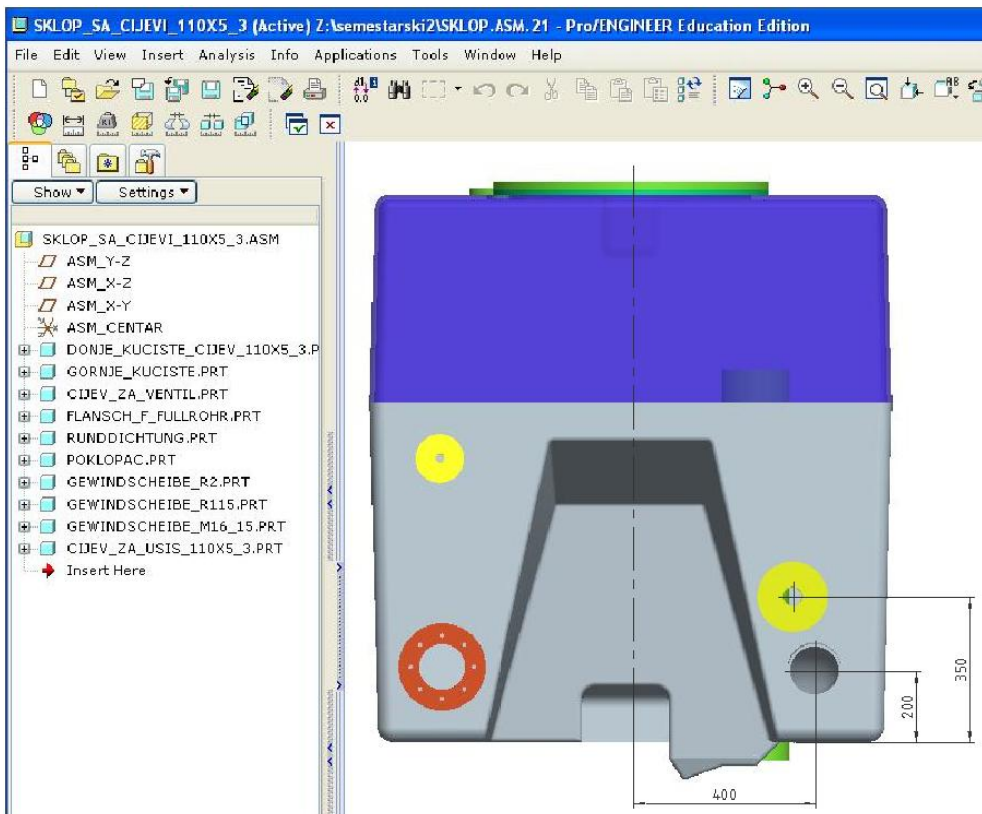 SKLOP_SA_CIJEVI_110X5_3 (Active) Z:\semestarski2\SKLOP.ASM.21 - Pro/ENGINEER Education Edition
File Edit View Insert Analysis Info Applications Tools Window Help
Show Settings
SKLOP_SA_CIJEVI_110X5_3.ASM
ASM_Y-Z
ASM_X-Z
ASM_X-Y
ASM_CENTAR
DONJE_KUCISTE_CIJEV_110X5_3.P
GORNJE_KUCISTE.PRT
CIJEV_ZA_VENTIL.PRT
FLANSCH_F_FULLROHR.PRT
RUNDDICHTUNG.PRT
POKLOPAC.PRT
GEWINDSCHEIBE_R2.PRT
GEWINDSCHEIBE_R115.PRT
GEWINDSCHEIBE_M16_15.PRT
CIJEV_ZA_USIS_110X5_3.PRT
Insert Here
350
200
400